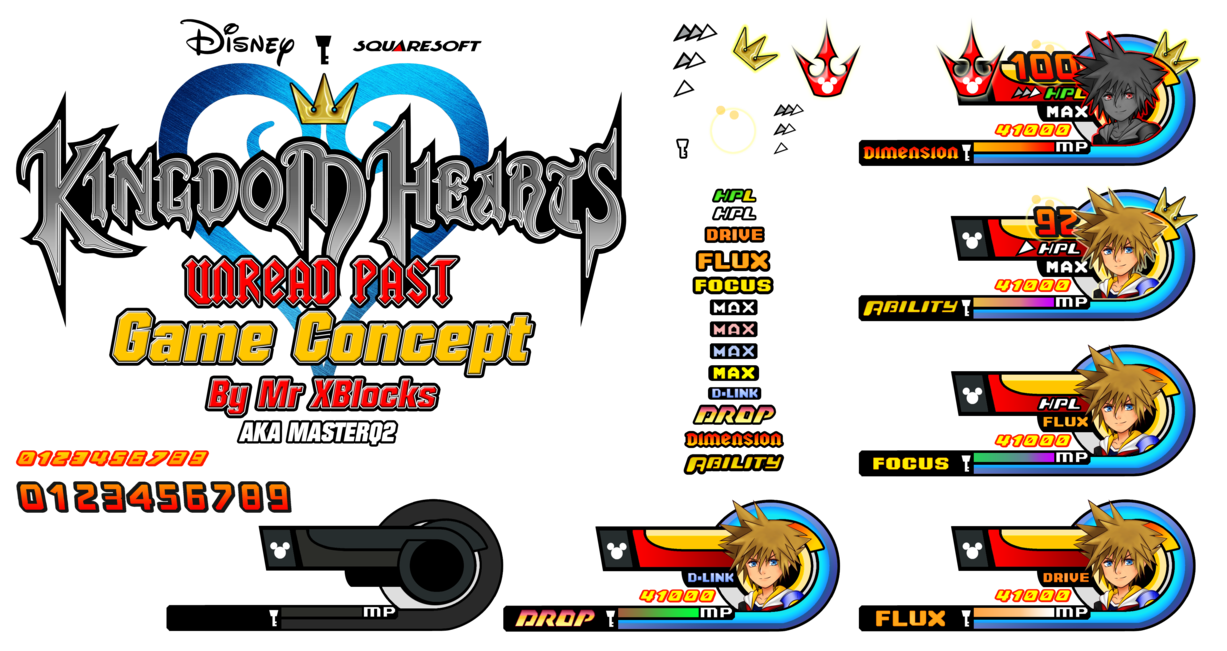 Disney SQUARESOFT
KINGDOM HEARTS
UNREAD PAST
Game Concept
By Mr XBlocks
AKA MASTERQ2
0123456789
0123456789
MP
HPL
HPL
DRIVE
FLUX
FOCUS
MAX
MAX
MAX
MAX
D-LINK
DROP
DIMENSION
ABILITY
100
HPL
MAX
41000
DIMENSION MP
92
HPL
MAX
41000
ABILITY MP
HPL
FLUX
41000
FOCUS MP
D-LINK
41000
DROP MP
DRIVE
41000
FLUX MP